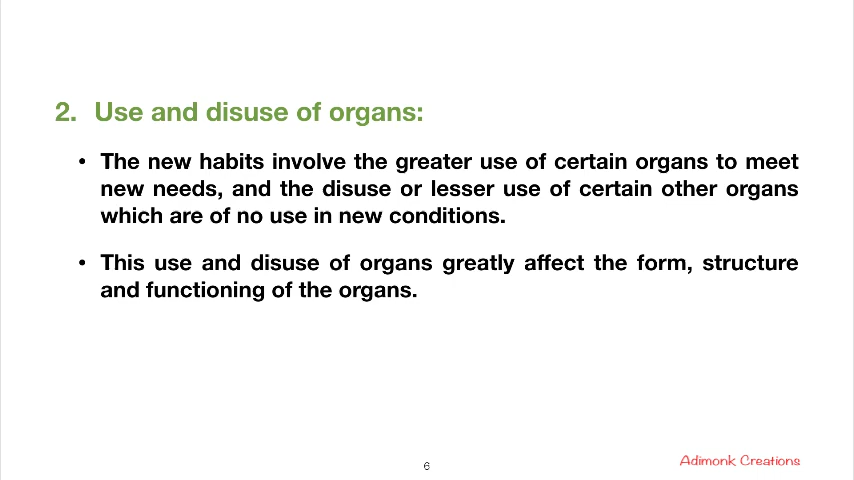 2. Use and disuse of organs:
• The new habits involve the greater use of certain organs to meet
new needs, and the disuse or lesser use of certain other organs
which are of no use in new conditions.
• This use and disuse of organs greatly affect the form, structure
and functioning of the organs.
6
Adimonk Creations